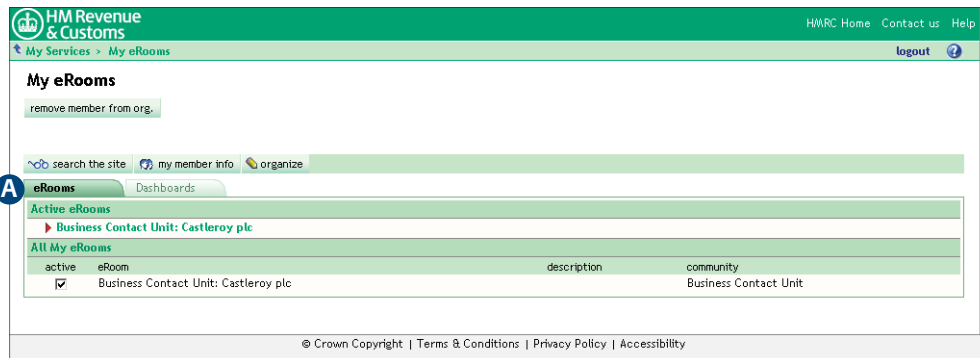 HM Revenue
& Customs
HMRC Home Contact us Help
My Services > My eRooms
logout ?
My eRooms
remove member from org.
search the site my member info organize
A
eRooms Dashboards
Active eRooms
Business Contact Unit: Castleroy plc
All My eRooms
active eRoom description community
Business Contact Unit: Castleroy plc Business Contact Unit
© Crown Copyright | Terms & Conditions | Privacy Policy | Accessibility